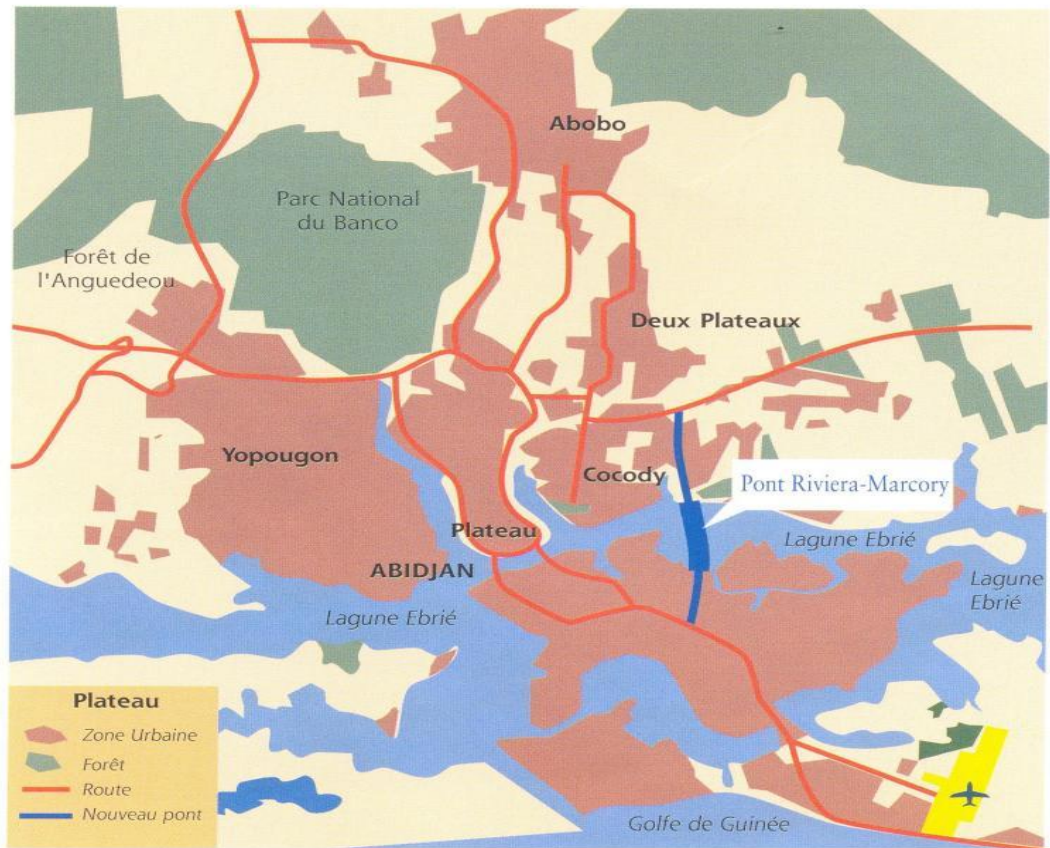 Abobo
Parc National
du Banco
Forêt de
l'Anguedeou
Deux Plateaux
Yopougon
Cocody
Pont Riviera-Marcory
Plateau
Lagune Ebrié
ABIDJAN
Lagune
Ebrié
Lagune Ebrié
Plateau
Zone Urbaine
Forêt
Route
Nouveau pont
Golfe de Guinée